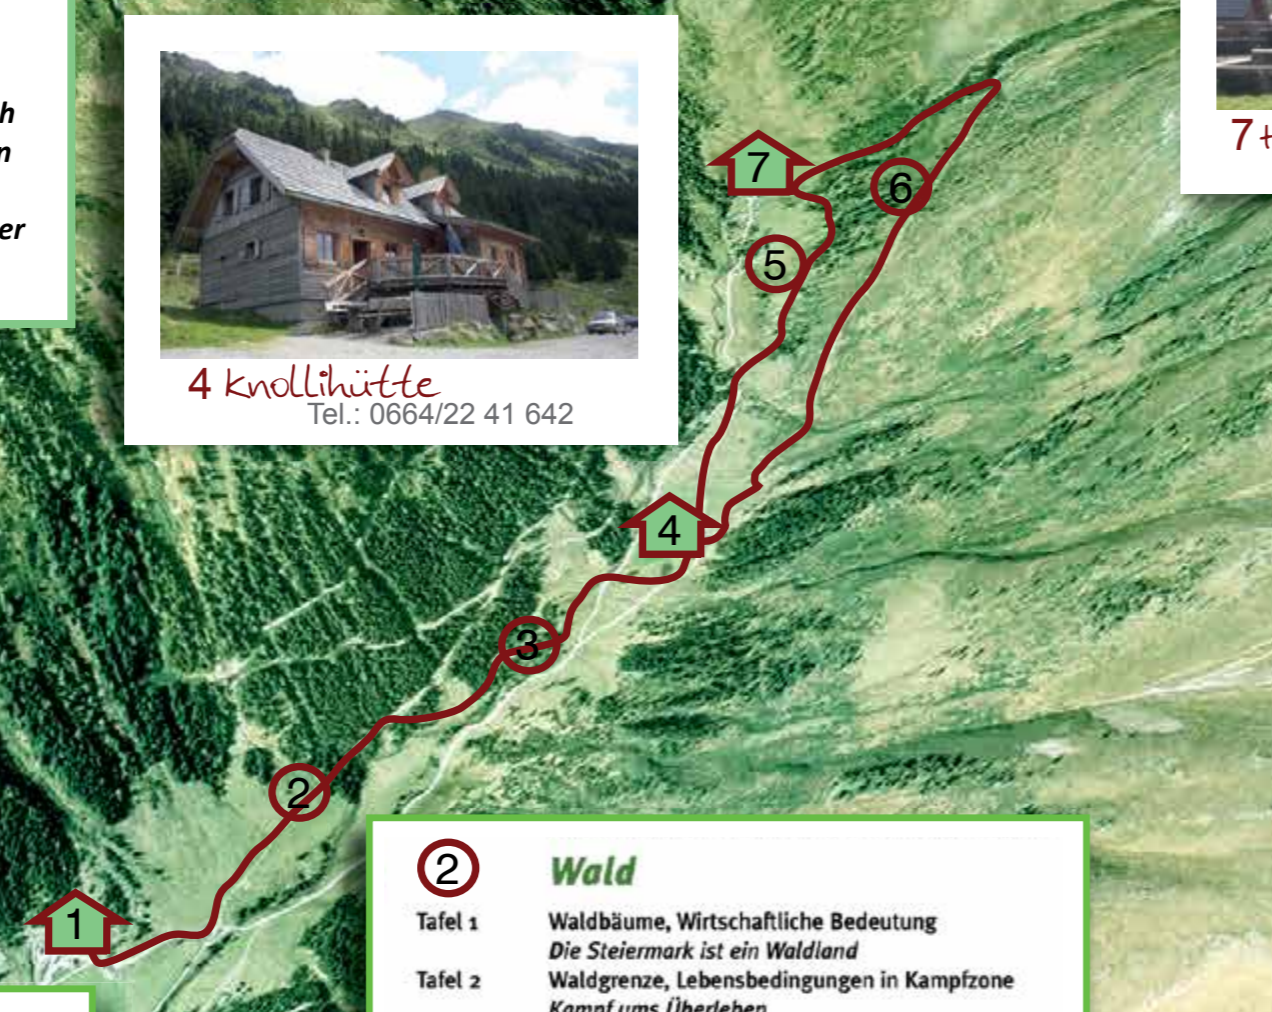 h
n
er
4 Knollihütte
Tel.: 0664/22 41 642
7
7
6
5
4
3
2
1
2 Wald
Tafel 1 Waldbäume, Wirtschaftliche Bedeutung
Die Steiermark ist ein Waldland
Tafel 2 Waldgrenze, Lebensbedingungen in Kampfzone
Kampf ums Überleben